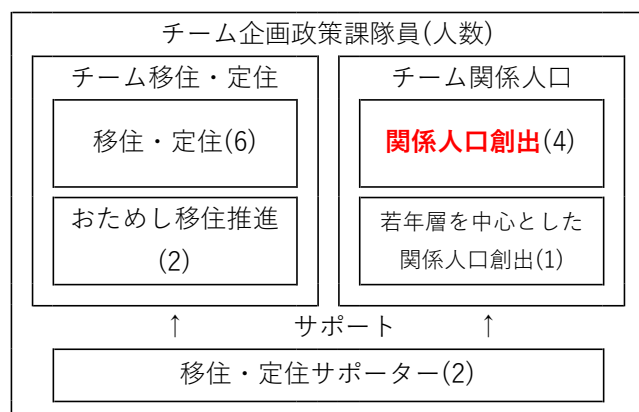 チーム企画政策課隊員(人数)
チーム移住・定住
移住・定住(6)
おためし移住推進
(2)
チーム関係人口
関係人口創出(4)
若年層を中心とした
関係人口創出(1)
↑ サポート ↑
移住・定住サポーター(2)